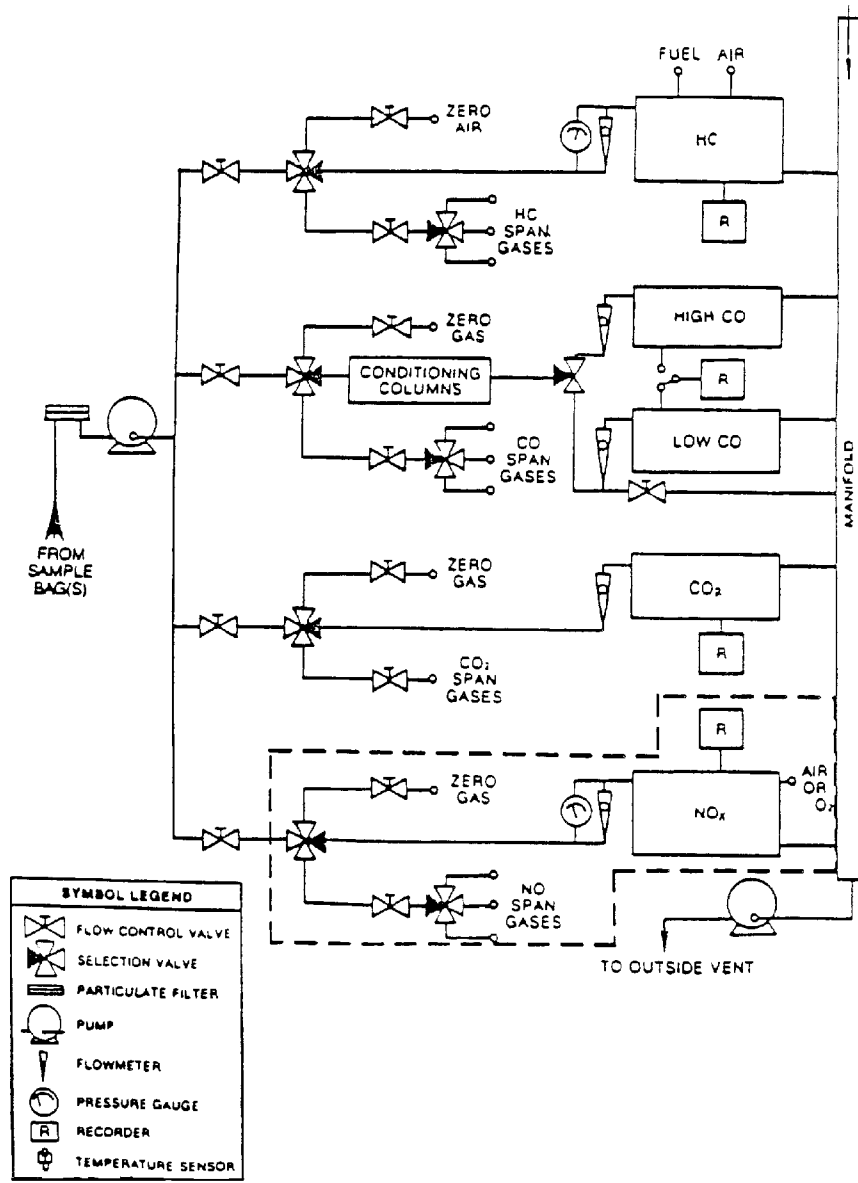 FUEL AIR
ZERO
AIR
HC
R
HC
SPAN
GASES
ZERO
GAS
HIGH CO
CONDITIONING
COLUMNS
R
CO
SPAN
GASES
LOW CO
MANIFOLD
FROM
SAMPLE
BAG(S)
ZERO
GAS
CO₂
R
CO₂
SPAN
GASES
R
ZERO
GAS
AIR
OR
O₂
NOx
NO
SPAN
GASES
TO OUTSIDE VENT
SYMBOL LEGEND
FLOW CONTROL VALVE
SELECTION VALVE
PARTICULATE FILTER
PUMP
FLOWMETER
PRESSURE GAUGE
R RECORDER
TEMPERATURE SENSOR